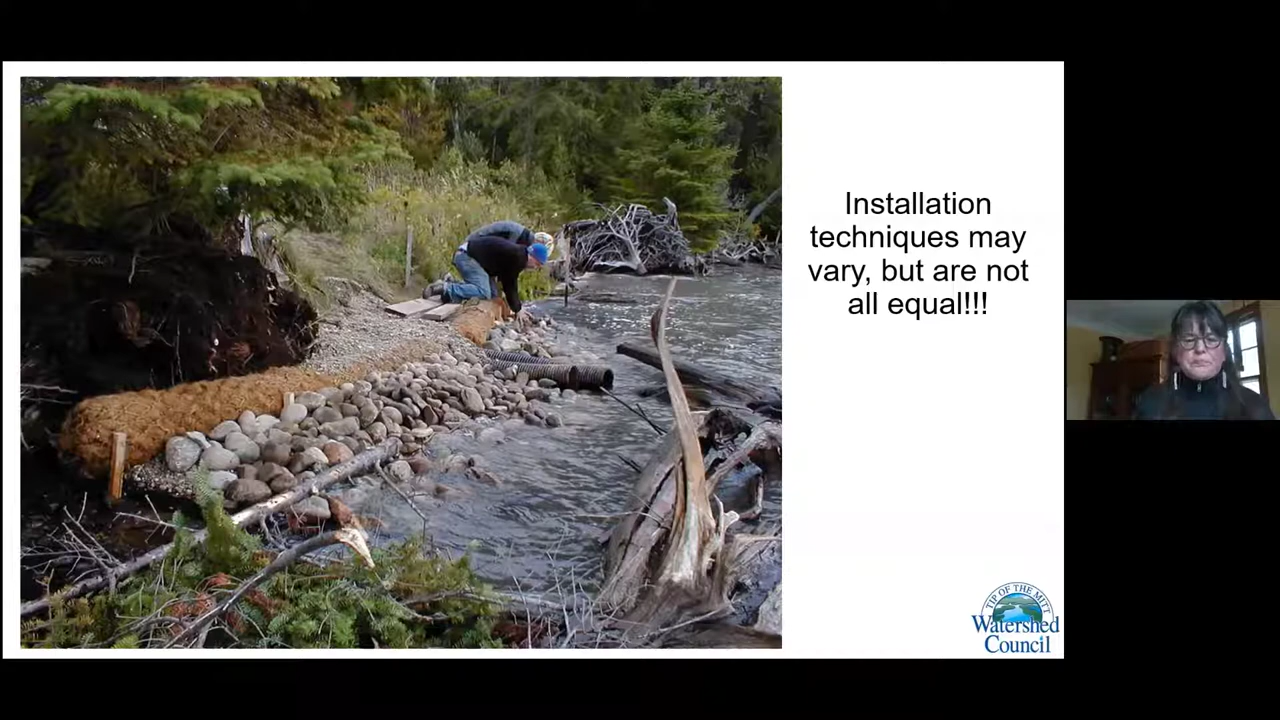 Installation
techniques may
vary, but are not
all equal!!!
TIP OF THE MITT
Watershed
Council